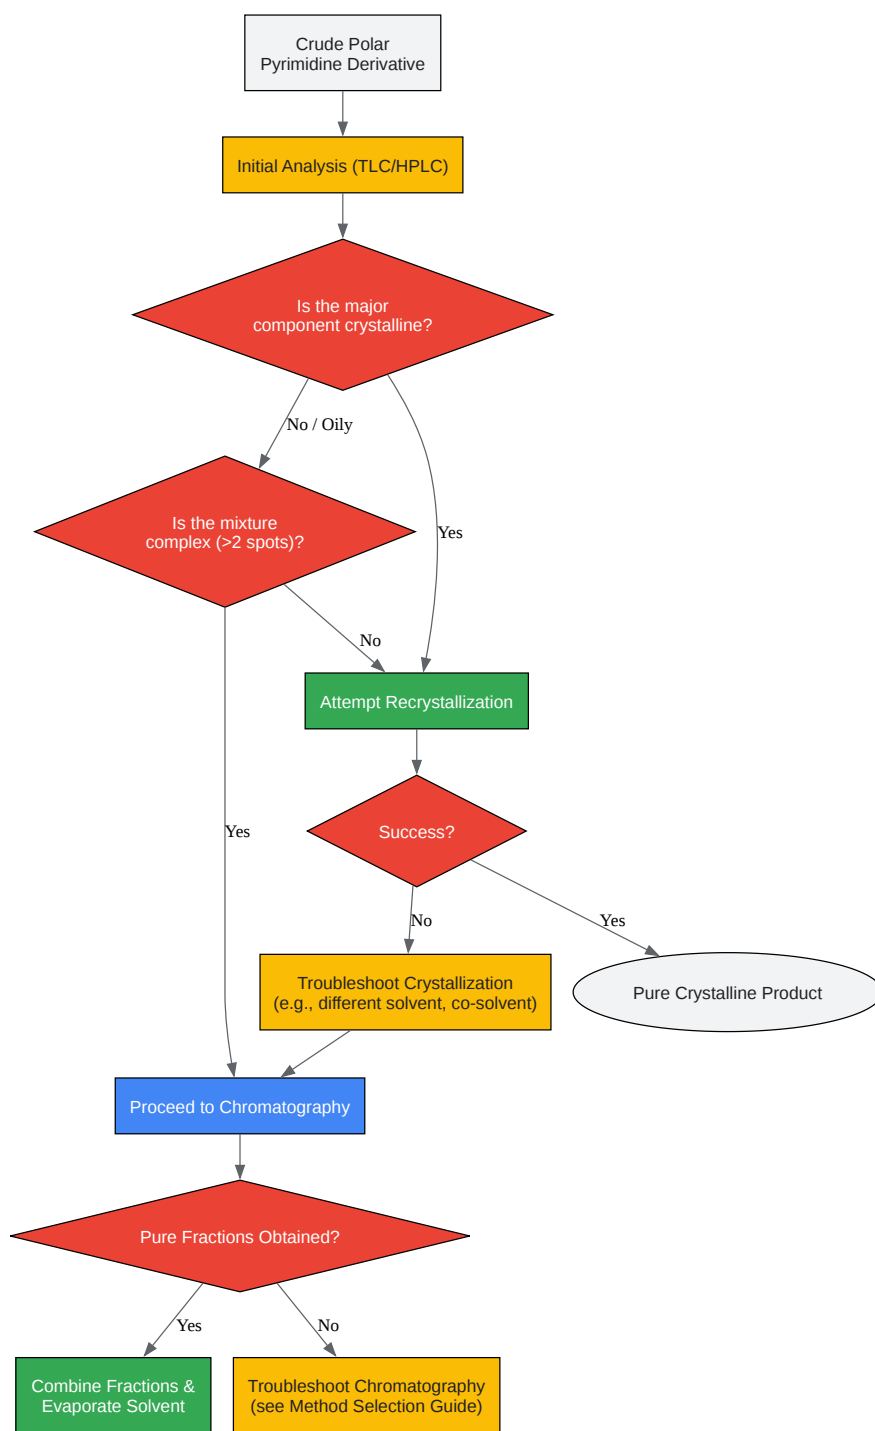 Crude Polar
Pyrimidine Derivative
Initial Analysis (TLC/HPLC)
Is the major
component crystalline?
No / Oily
Is the mixture
complex (>2 spots)?
Yes
No
Attempt Recrystallization
Success?
Yes
No
Yes
Troubleshoot Crystallization
(e.g., different solvent, co-solvent)
Pure Crystalline Product
Proceed to Chromatography
Pure Fractions Obtained?
Yes
No
Combine Fractions &
Evaporate Solvent
Troubleshoot Chromatography
(see Method Selection Guide)